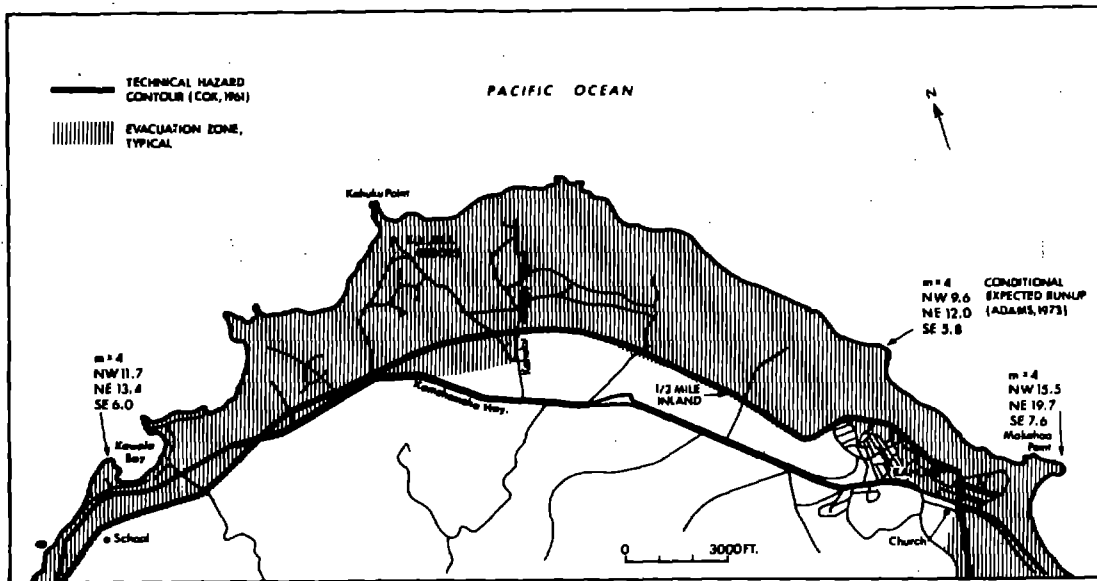 TECHNICAL HAZARD
CONTOUR (COX, 1961)
EVACUATION ZONE,
TYPICAL
PACIFIC OCEAN
N
Kahuku Point
m = 4
NW 9.6
NE 12.0
SE 5.8
CONDITIONAL
EXPECTED RUNUP
(ADAMS, 1973)
m = 4
NW 11.7
NE 13.4
SE 6.0
Kawela
Bay
Kamehameha Hwy.
1/2 MILE
INLAND
m = 4
NW 15.5
NE 19.7
SE 7.6
Makahoa
Point
School
0 3000 FT.
Church